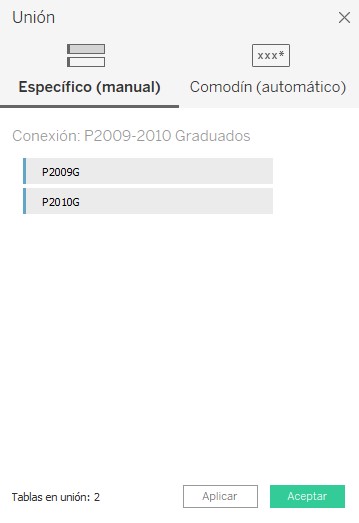 Unión
xxx*
Específico (manual)
Comodín (automático)
Conexión: P2009-2010 Graduados
P2009G
P2010G
Tablas en unión: 2
Aplicar
Aceptar